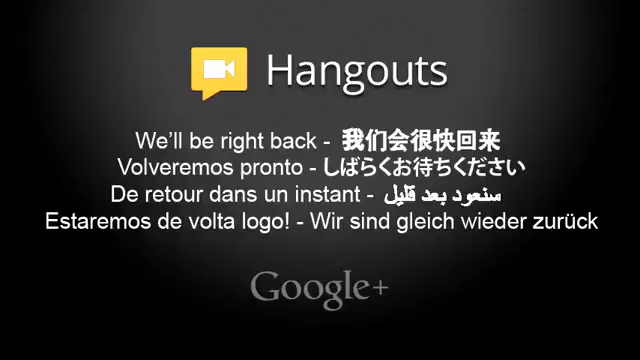 Hangouts
We'll be right back - 我们会很快回来
Volveremos pronto - しばらくお待ちください
De retour dans un instant - سنعود بعد قليل
Estaremos de volta logo! - Wir sind gleich wieder zurück
Google+